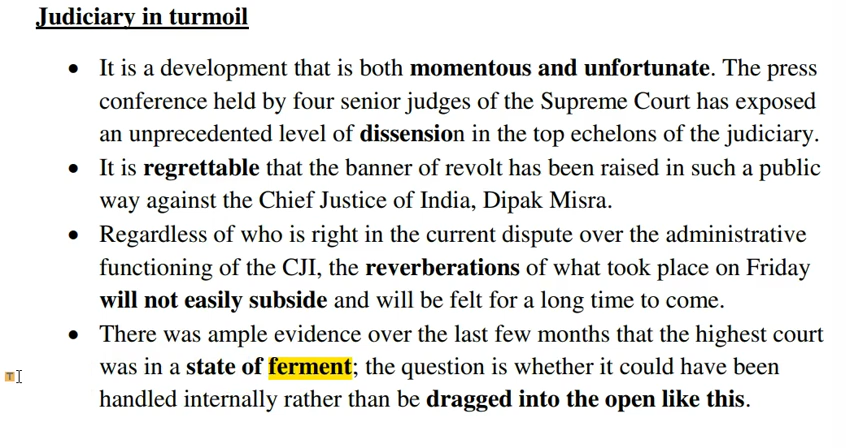 Judiciary in turmoil
• It is a development that is both momentous and unfortunate. The press
conference held by four senior judges of the Supreme Court has exposed
an unprecedented level of dissension in the top echelons of the judiciary.
• It is regrettable that the banner of revolt has been raised in such a public
way against the Chief Justice of India, Dipak Misra.
• Regardless of who is right in the current dispute over the administrative
functioning of the CJI, the reverberations of what took place on Friday
will not easily subside and will be felt for a long time to come.
• There was ample evidence over the last few months that the highest court
was in a state of ferment; the question is whether it could have been
handled internally rather than be dragged into the open like this.